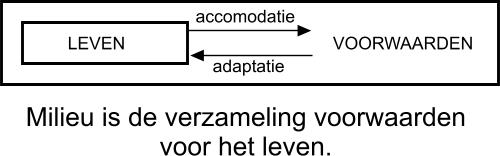 accomodatie
LEVEN
VOORWAARDEN
adaptatie
Milieu is de verzameling voorwaarden
voor het leven.